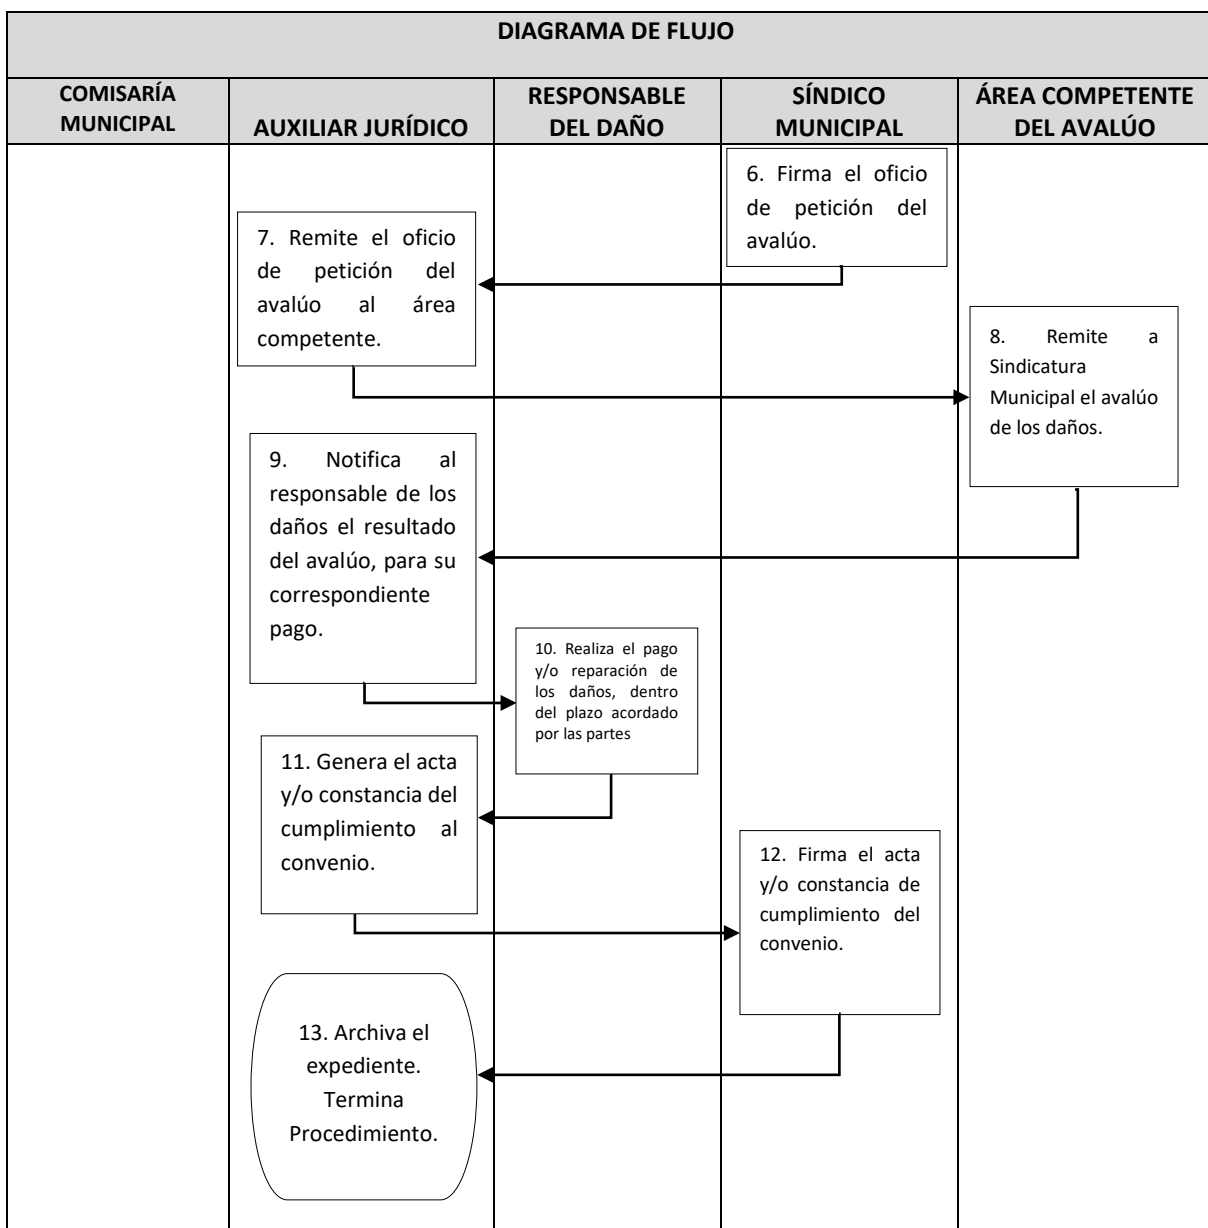 DIAGRAMA DE FLUJO
COMISARÍA
MUNICIPAL
AUXILIAR JURÍDICO
RESPONSABLE
DEL DAÑO
SÍNDICO
MUNICIPAL
ÁREA COMPETENTE
DEL AVALÚO
6. Firma el oficio
de petición del
avalúo.
7. Remite el oficio
de petición del
avalúo al área
competente.
8. Remite a
Sindicatura
Municipal el avalúo
de los daños.
9. Notifica al
responsable de los
daños el resultado
del avalúo, para su
correspondiente
pago.
10. Realiza el pago
y/o reparación de
los daños, dentro
del plazo acordado
por las partes
11. Genera el acta
y/o constancia del
cumplimiento al
convenio.
12. Firma el acta
y/o constancia de
cumplimiento del
convenio.
13. Archiva el
expediente.
Termina
Procedimiento.